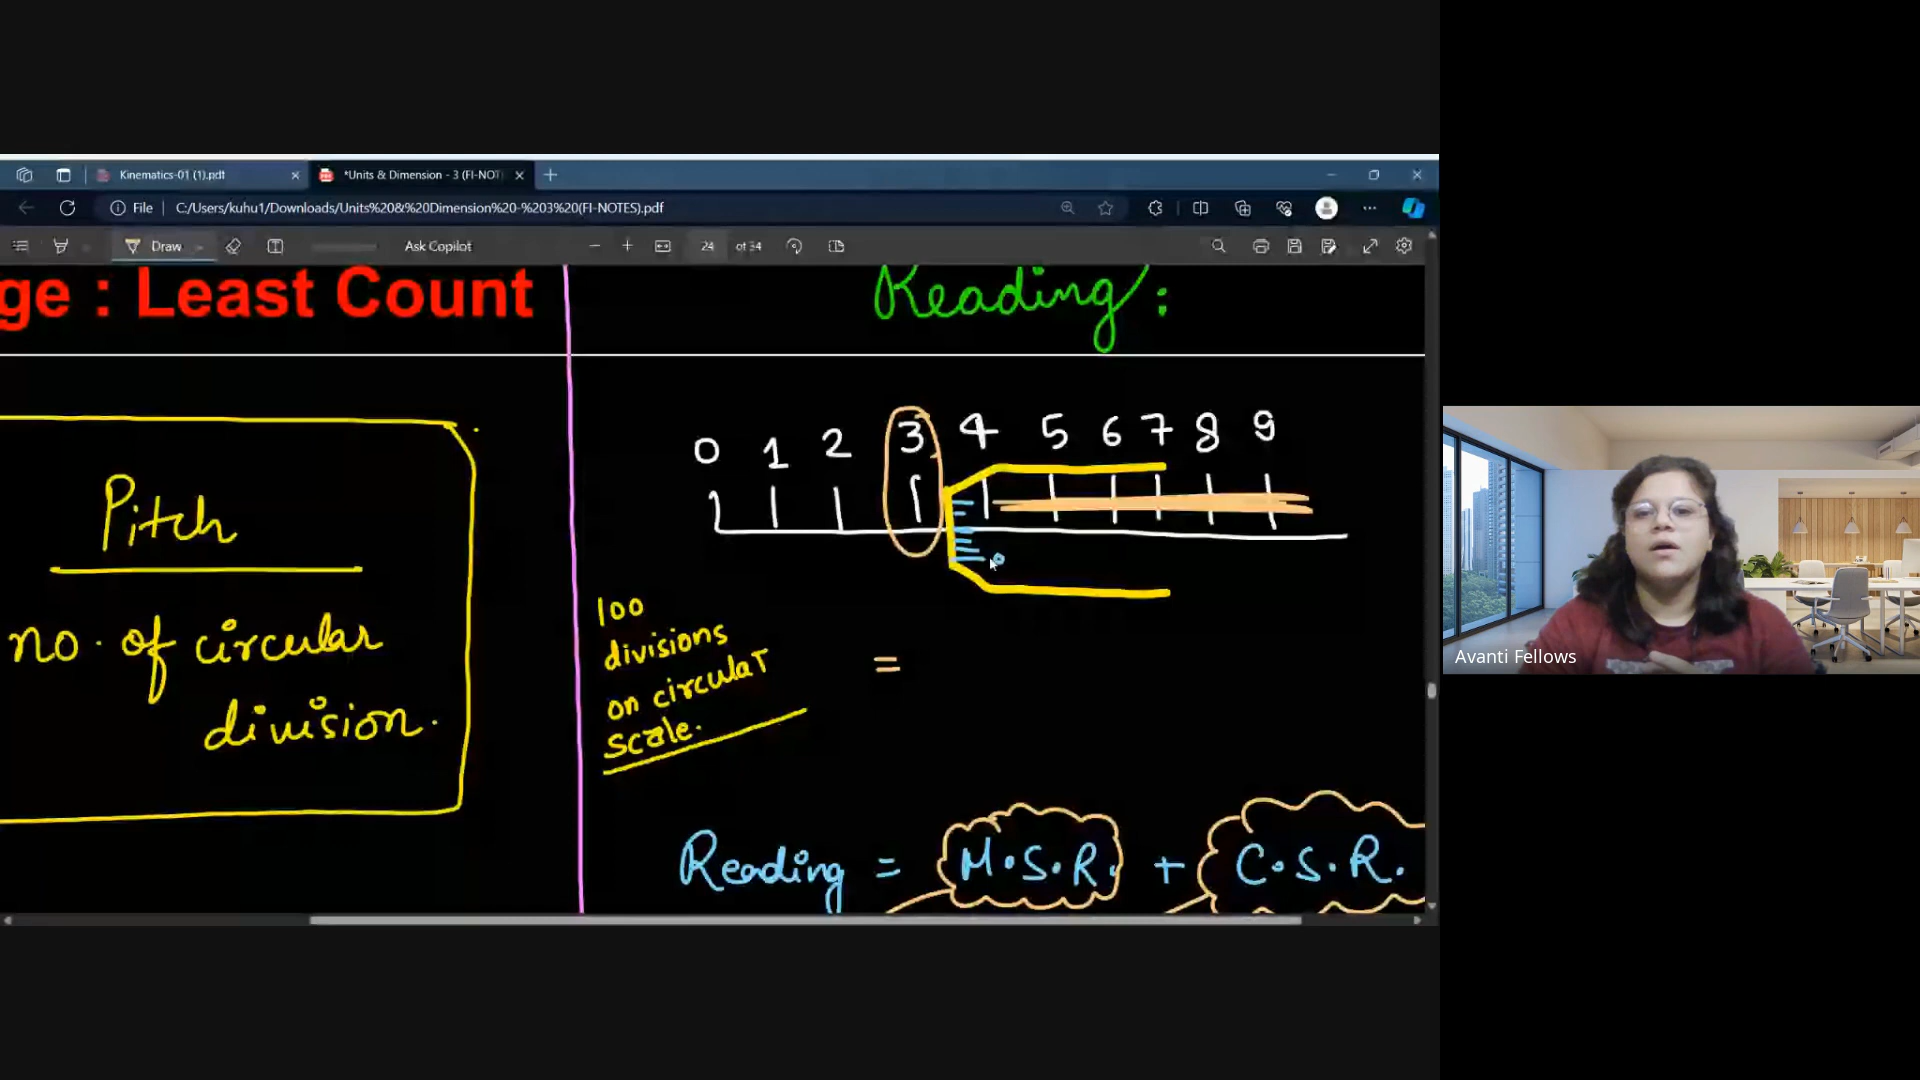 Kinematics-01 (1).pdf
*Units & Dimension - 3 (FI-NOT
File
C:/Users/kuhu1/Downloads/Units%20&%20Dimension%20-%203%20(FI-NOTES).pdf
Draw
Ask Copilot
24 of 34
ge : Least Count
Reading :
0 1 2 3 4 5 6 7 8 9
Pitch
no. of circular
division.
100
divisions
on circular
scale.
=
Reading = M.S.R. + C.S.R.
Avanti Fellows